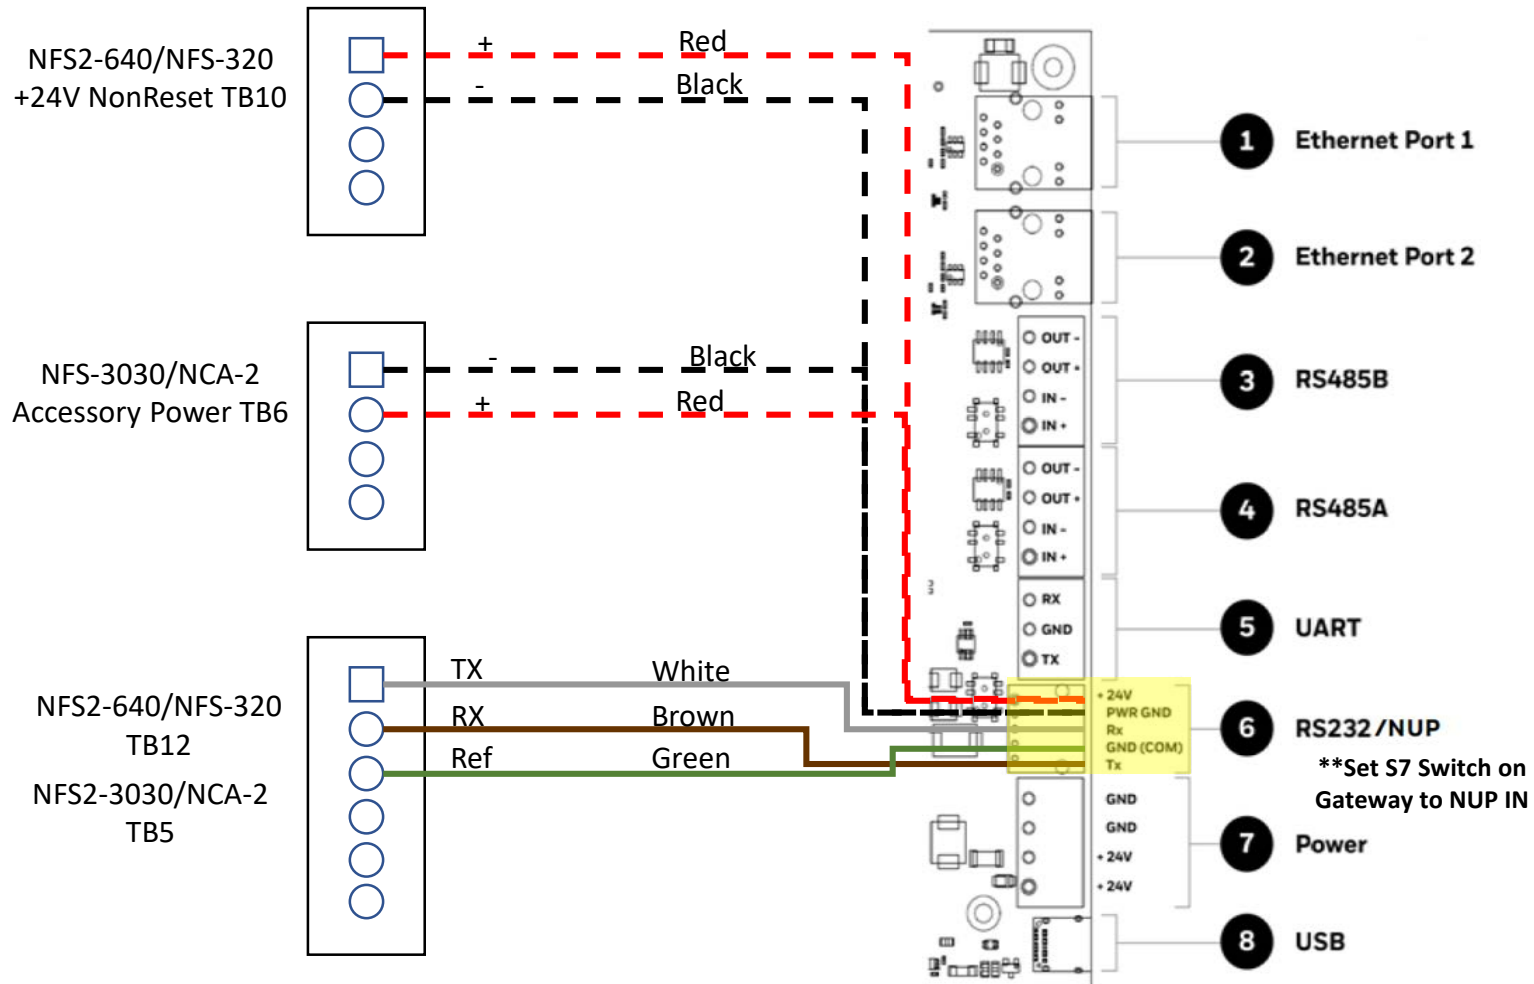 NFS2-640/NFS-320
+24V NonReset TB10
+
Red
-
Black
NFS-3030/NCA-2
Accessory Power TB6
-
Black
+
Red
NFS2-640/NFS-320
TB12
NFS2-3030/NCA-2
TB5
TX
White
RX
Brown
Ref
Green
1
Ethernet Port 1
2
Ethernet Port 2
OUT -
OUT +
IN -
IN +
3
RS485B
OUT -
OUT +
IN -
IN +
4
RS485A
RX
GND
TX
5
UART
+ 24V
PWR GND
Rx
GND (COM)
Tx
6
RS232/NUP
**Set S7 Switch on
Gateway to NUP IN
GND
GND
+ 24V
+ 24V
7
Power
8
USB